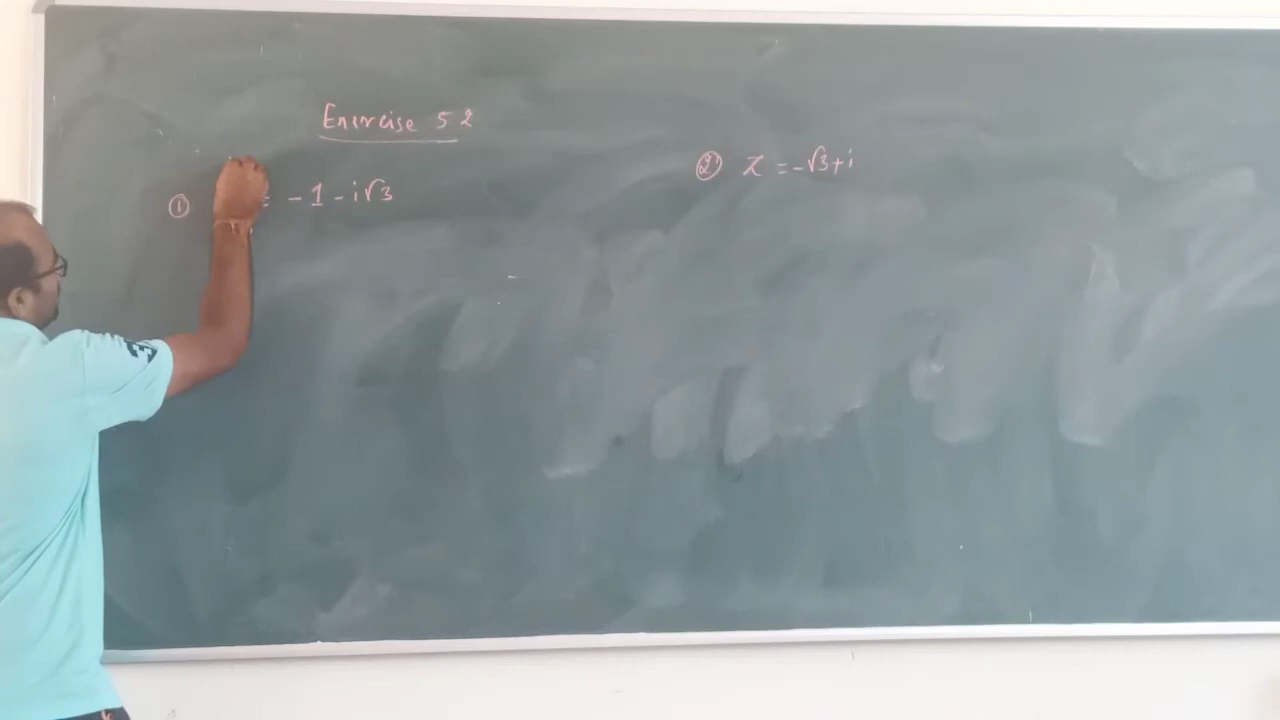 Exercise 5 2
① = -1 - i√3
② Z = -√3+i